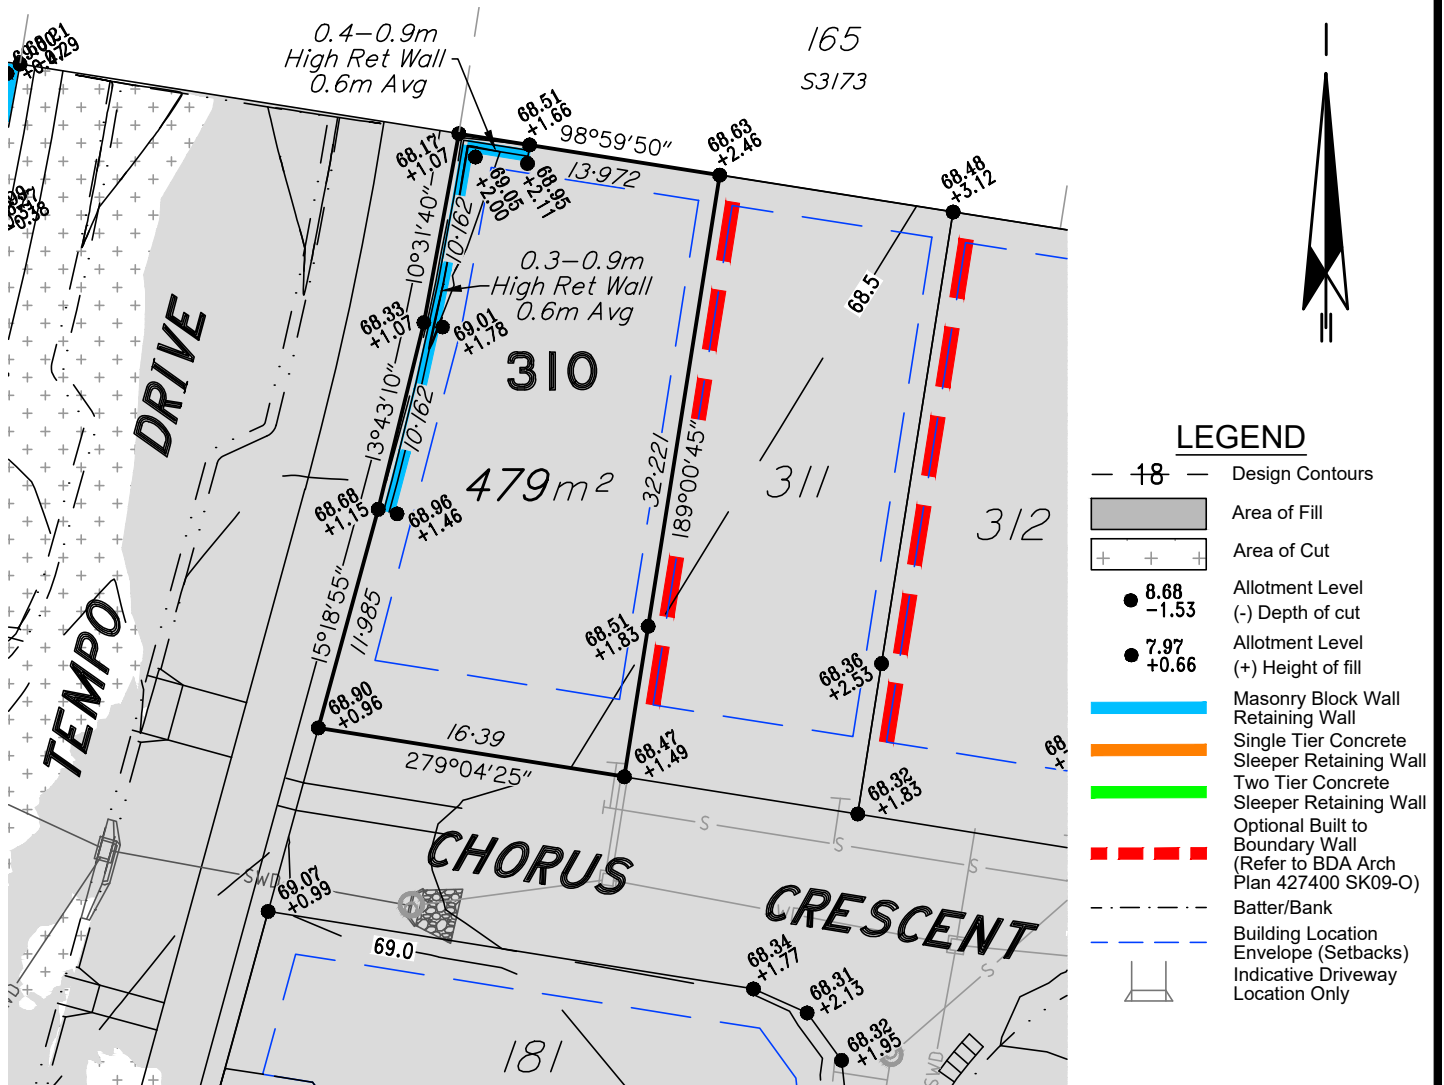 0.4–0.9m
High Ret Wall
0.6m Avg
165
S3173
68.51
+1.66
98°59'50"
13·972
68.63
+2.46
68.48
+3.12
68.17
+1.07
69.05
+2.00
68.95
+2.11
10°31'40"
10·162
0.3–0.9m
High Ret Wall
0.6m Avg
68.33
+1.07
69.01
+1.78
310
68.5
DRIVE
13°43'10"
10·162
479m²
32·221
189°00'45"
311
312
68.68
+1.15
68.96
+1.46
15°18'55"
11·985
68.51
+1.83
68.36
+2.53
TEMPO
68.90
+0.96
16·39
279°04'25"
68.47
+1.49
68.32
+1.83
68.
+
S
S
S
S
CHORUS
CRESCENT
SWD
69.07
+0.99
69.0
68.34
+1.77
68.31
+2.13
68.32
+1.95
SWD
181
LEGEND
18 Design Contours
Area of Fill
Area of Cut
8.68
−1.53
Allotment Level
(-) Depth of cut
7.97
+0.66
Allotment Level
(+) Height of fill
Masonry Block Wall
Retaining Wall
Single Tier Concrete
Sleeper Retaining Wall
Two Tier Concrete
Sleeper Retaining Wall
Optional Built to
Boundary Wall
(Refer to BDA Arch
Plan 427400 SK09-O)
Batter/Bank
Building Location
Envelope (Setbacks)
Indicative Driveway
Location Only